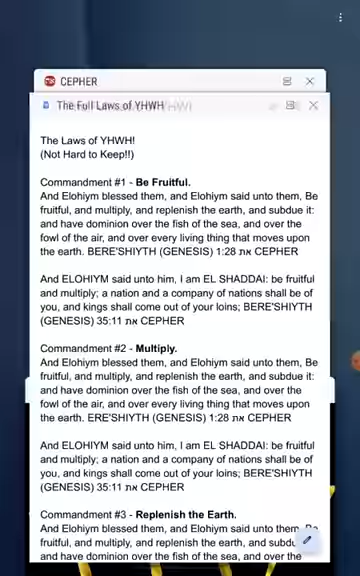 CEPHER
The Full Laws of YHWH
The Laws of YHWH!
(Not Hard to Keep!!)
Commandment #1 - Be Fruitful.
And Elohiym blessed them, and Elohiym said unto them, Be
fruitful, and multiply, and replenish the earth, and subdue it:
and have dominion over the fish of the sea, and over the
fowl of the air, and over every living thing that moves upon
the earth. BERE'SHIYTH (GENESIS) 1:28 את CEPHER
And ELOHIYM said unto him, I am EL SHADDAI: be fruitful
and multiply; a nation and a company of nations shall be of
you, and kings shall come out of your loins; BERE'SHIYTH
(GENESIS) 35:11 את CEPHER
Commandment #2 - Multiply.
And Elohiym blessed them, and Elohiym said unto them, Be
fruitful, and multiply, and replenish the earth, and subdue it:
and have dominion over the fish of the sea, and over the
fowl of the air, and over every living thing that moves upon
the earth. ERE'SHIYTH (GENESIS) 1:28 את CEPHER
And ELOHIYM said unto him, I am EL SHADDAI: be fruitful
and multiply; a nation and a company of nations shall be of
you, and kings shall come out of your loins; BERE'SHIYTH
(GENESIS) 35:11 את CEPHER
Commandment #3 - Replenish the Earth.
And Elohiym blessed them, and Elohiym said unto them, Be
fruitful, and multiply, and replenish the earth, and
and have dominion over the fish of the sea, and over the